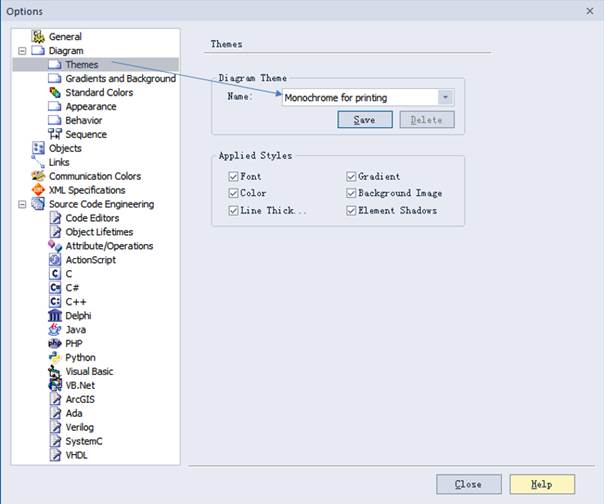 Options
General
Diagram
Themes
Gradients and Background
Standard Colors
Appearance
Behavior
Sequence
Objects
Links
Communication Colors
XML Specifications
Source Code Engineering
Code Editors
Object Lifetimes
Attribute/Operations
ActionScript
C
C#
C++
Delphi
Java
PHP
Python
Visual Basic
VB.Net
ArcGIS
Ada
Verilog
SystemC
VHDL
Themes
Diagram Theme
Name: Monochrome for printing
Save Delete
Applied Styles
Font Gradient
Color Background Image
Line Thick... Element Shadows
Close Help